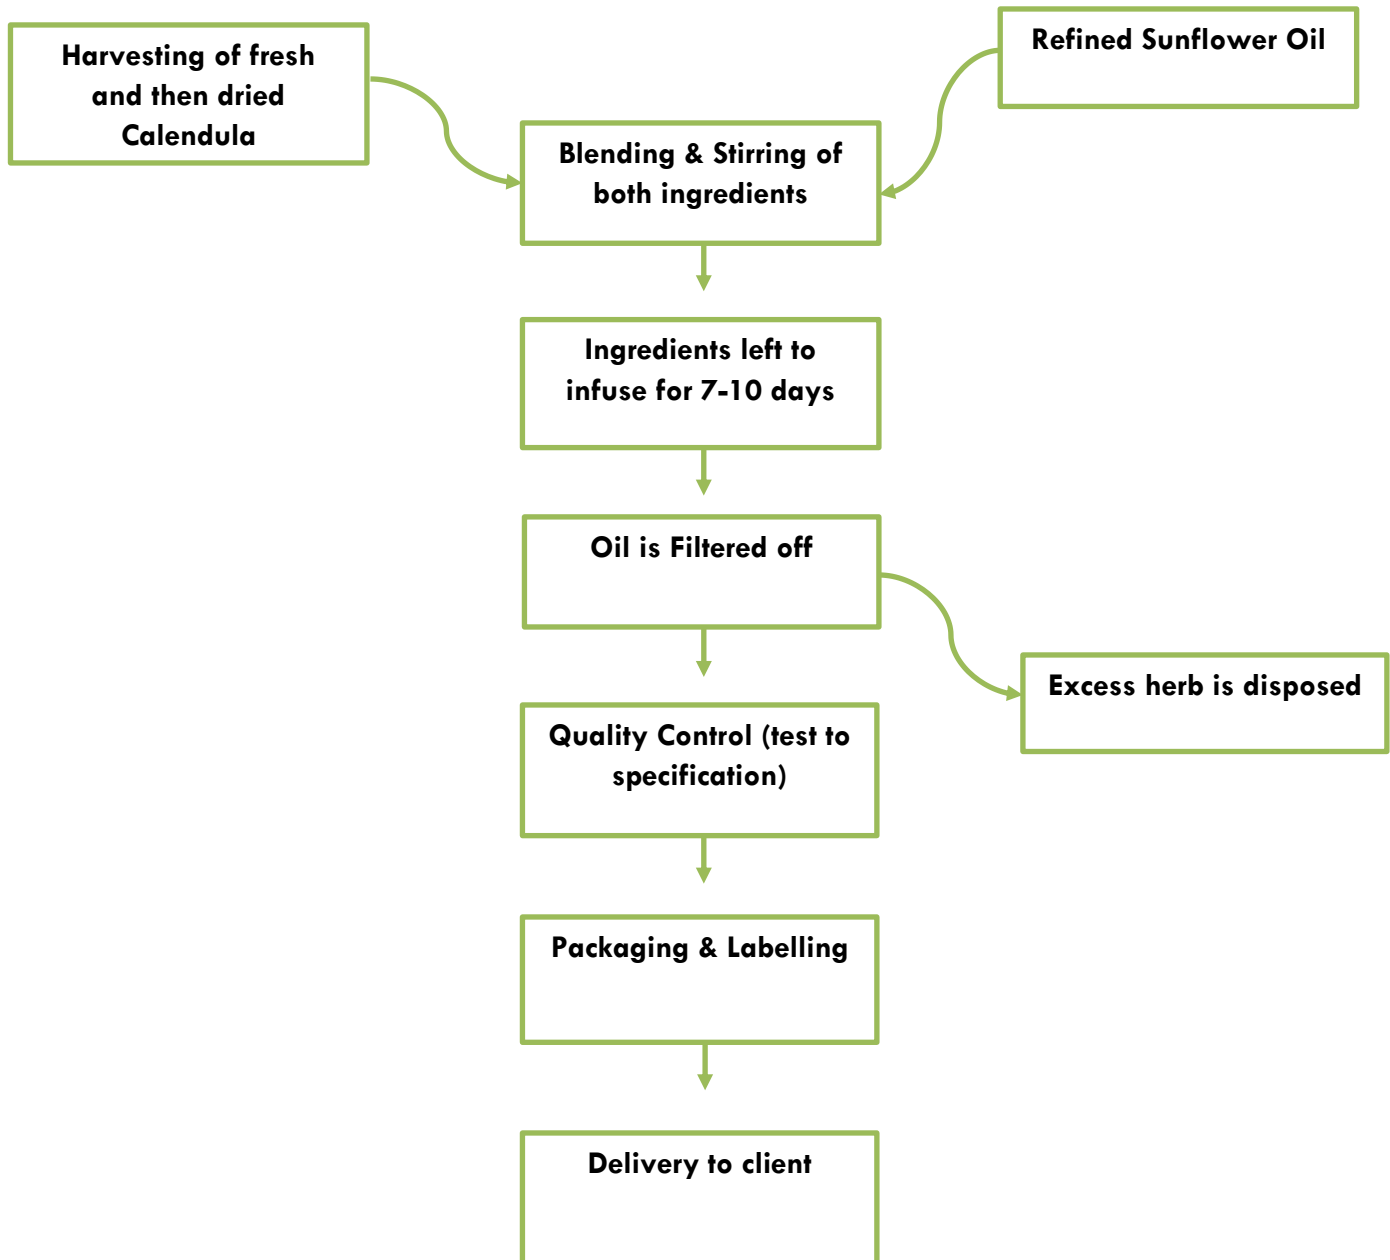 Harvesting of fresh
and then dried
Calendula
Refined Sunflower Oil
Blending & Stirring of
both ingredients
Ingredients left to
infuse for 7-10 days
Oil is Filtered off
Excess herb is disposed
Quality Control (test to
specification)
Packaging & Labelling
Delivery to client